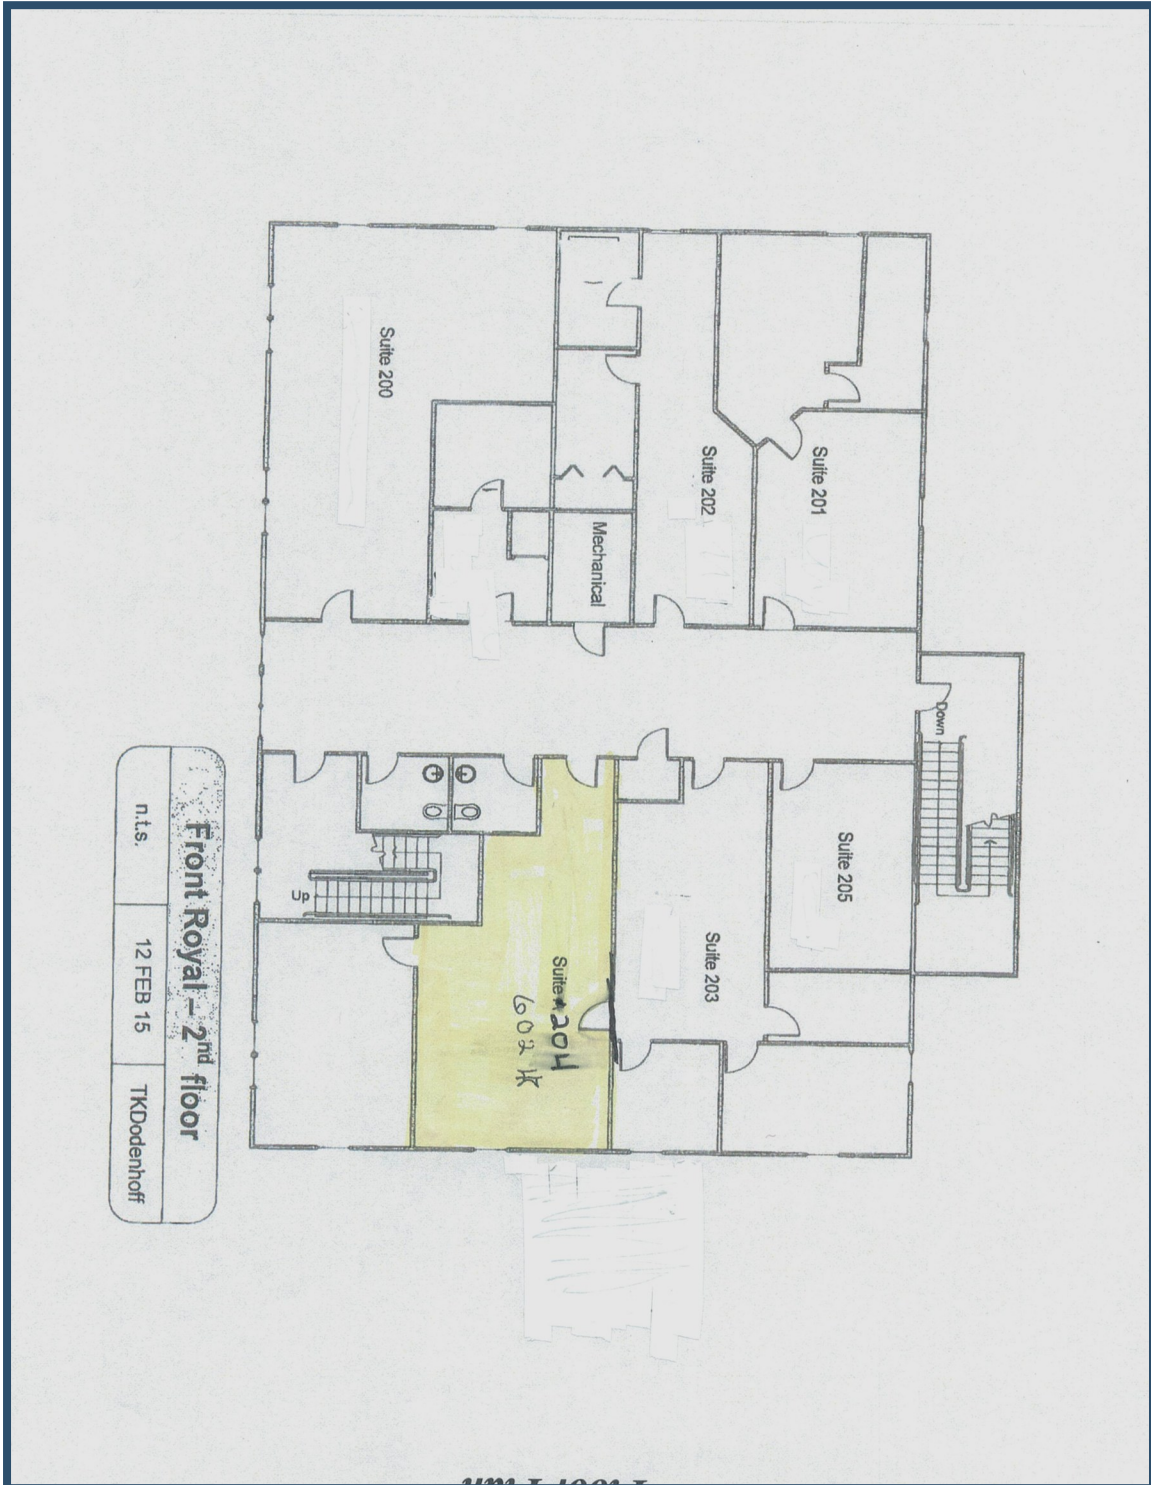 Suite 200
Suite 202
Suite 201
Mechanical
Down
Suite 205
Suite 203
Suite 204
602
Up
Front Royal – 2nd floor
n.t.s.
12 FEB 15
TKDodenhoff